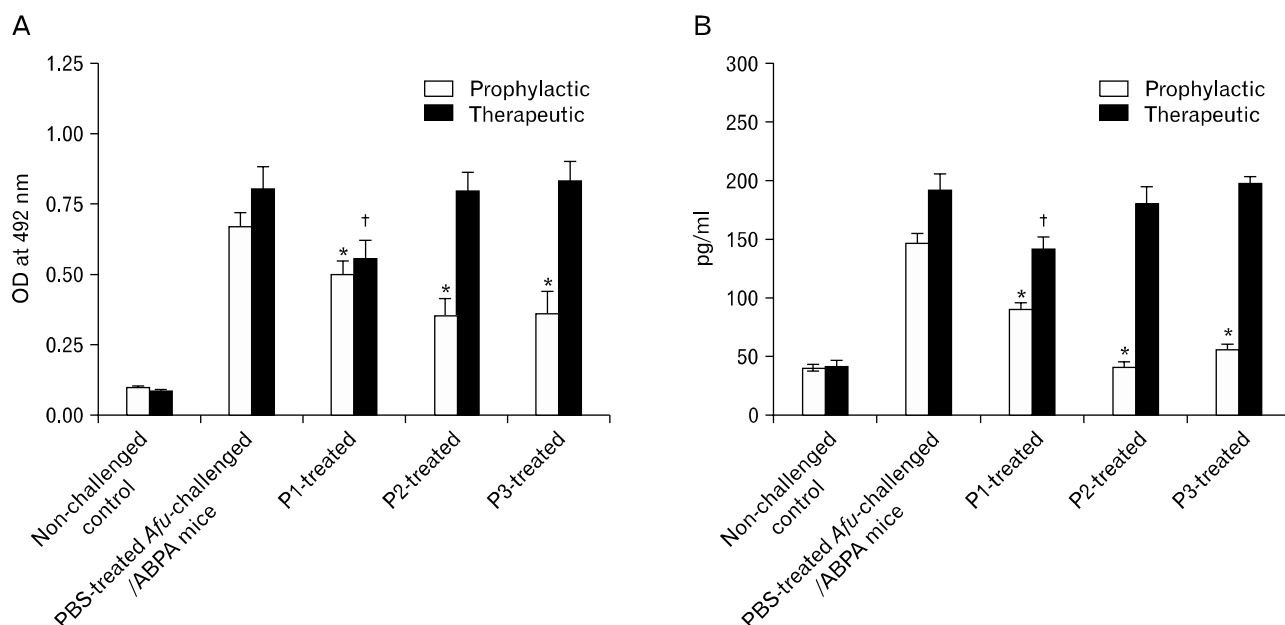 A
1.25
1.00
0.75
0.50
0.25
0.00
OD at 492 nm
Prophylactic
Therapeutic
*
†
*
*
Non-challenged
control
PBS-treated Afu-challenged
/ABPA mice
P1-treated
P2-treated
P3-treated
B
300
250
200
150
100
50
0
pg/ml
Prophylactic
Therapeutic
*
†
*
*
Non-challenged
control
PBS-treated Afu-challenged
/ABPA mice
P1-treated
P2-treated
P3-treated